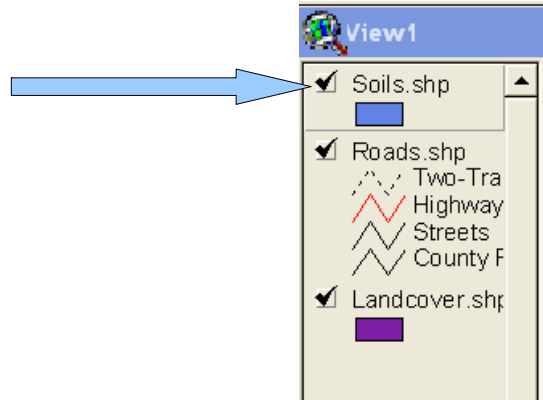 View1
Soils.shp
Roads.shp
Two-Tra
Highway
Streets
County F
Landcover.shp